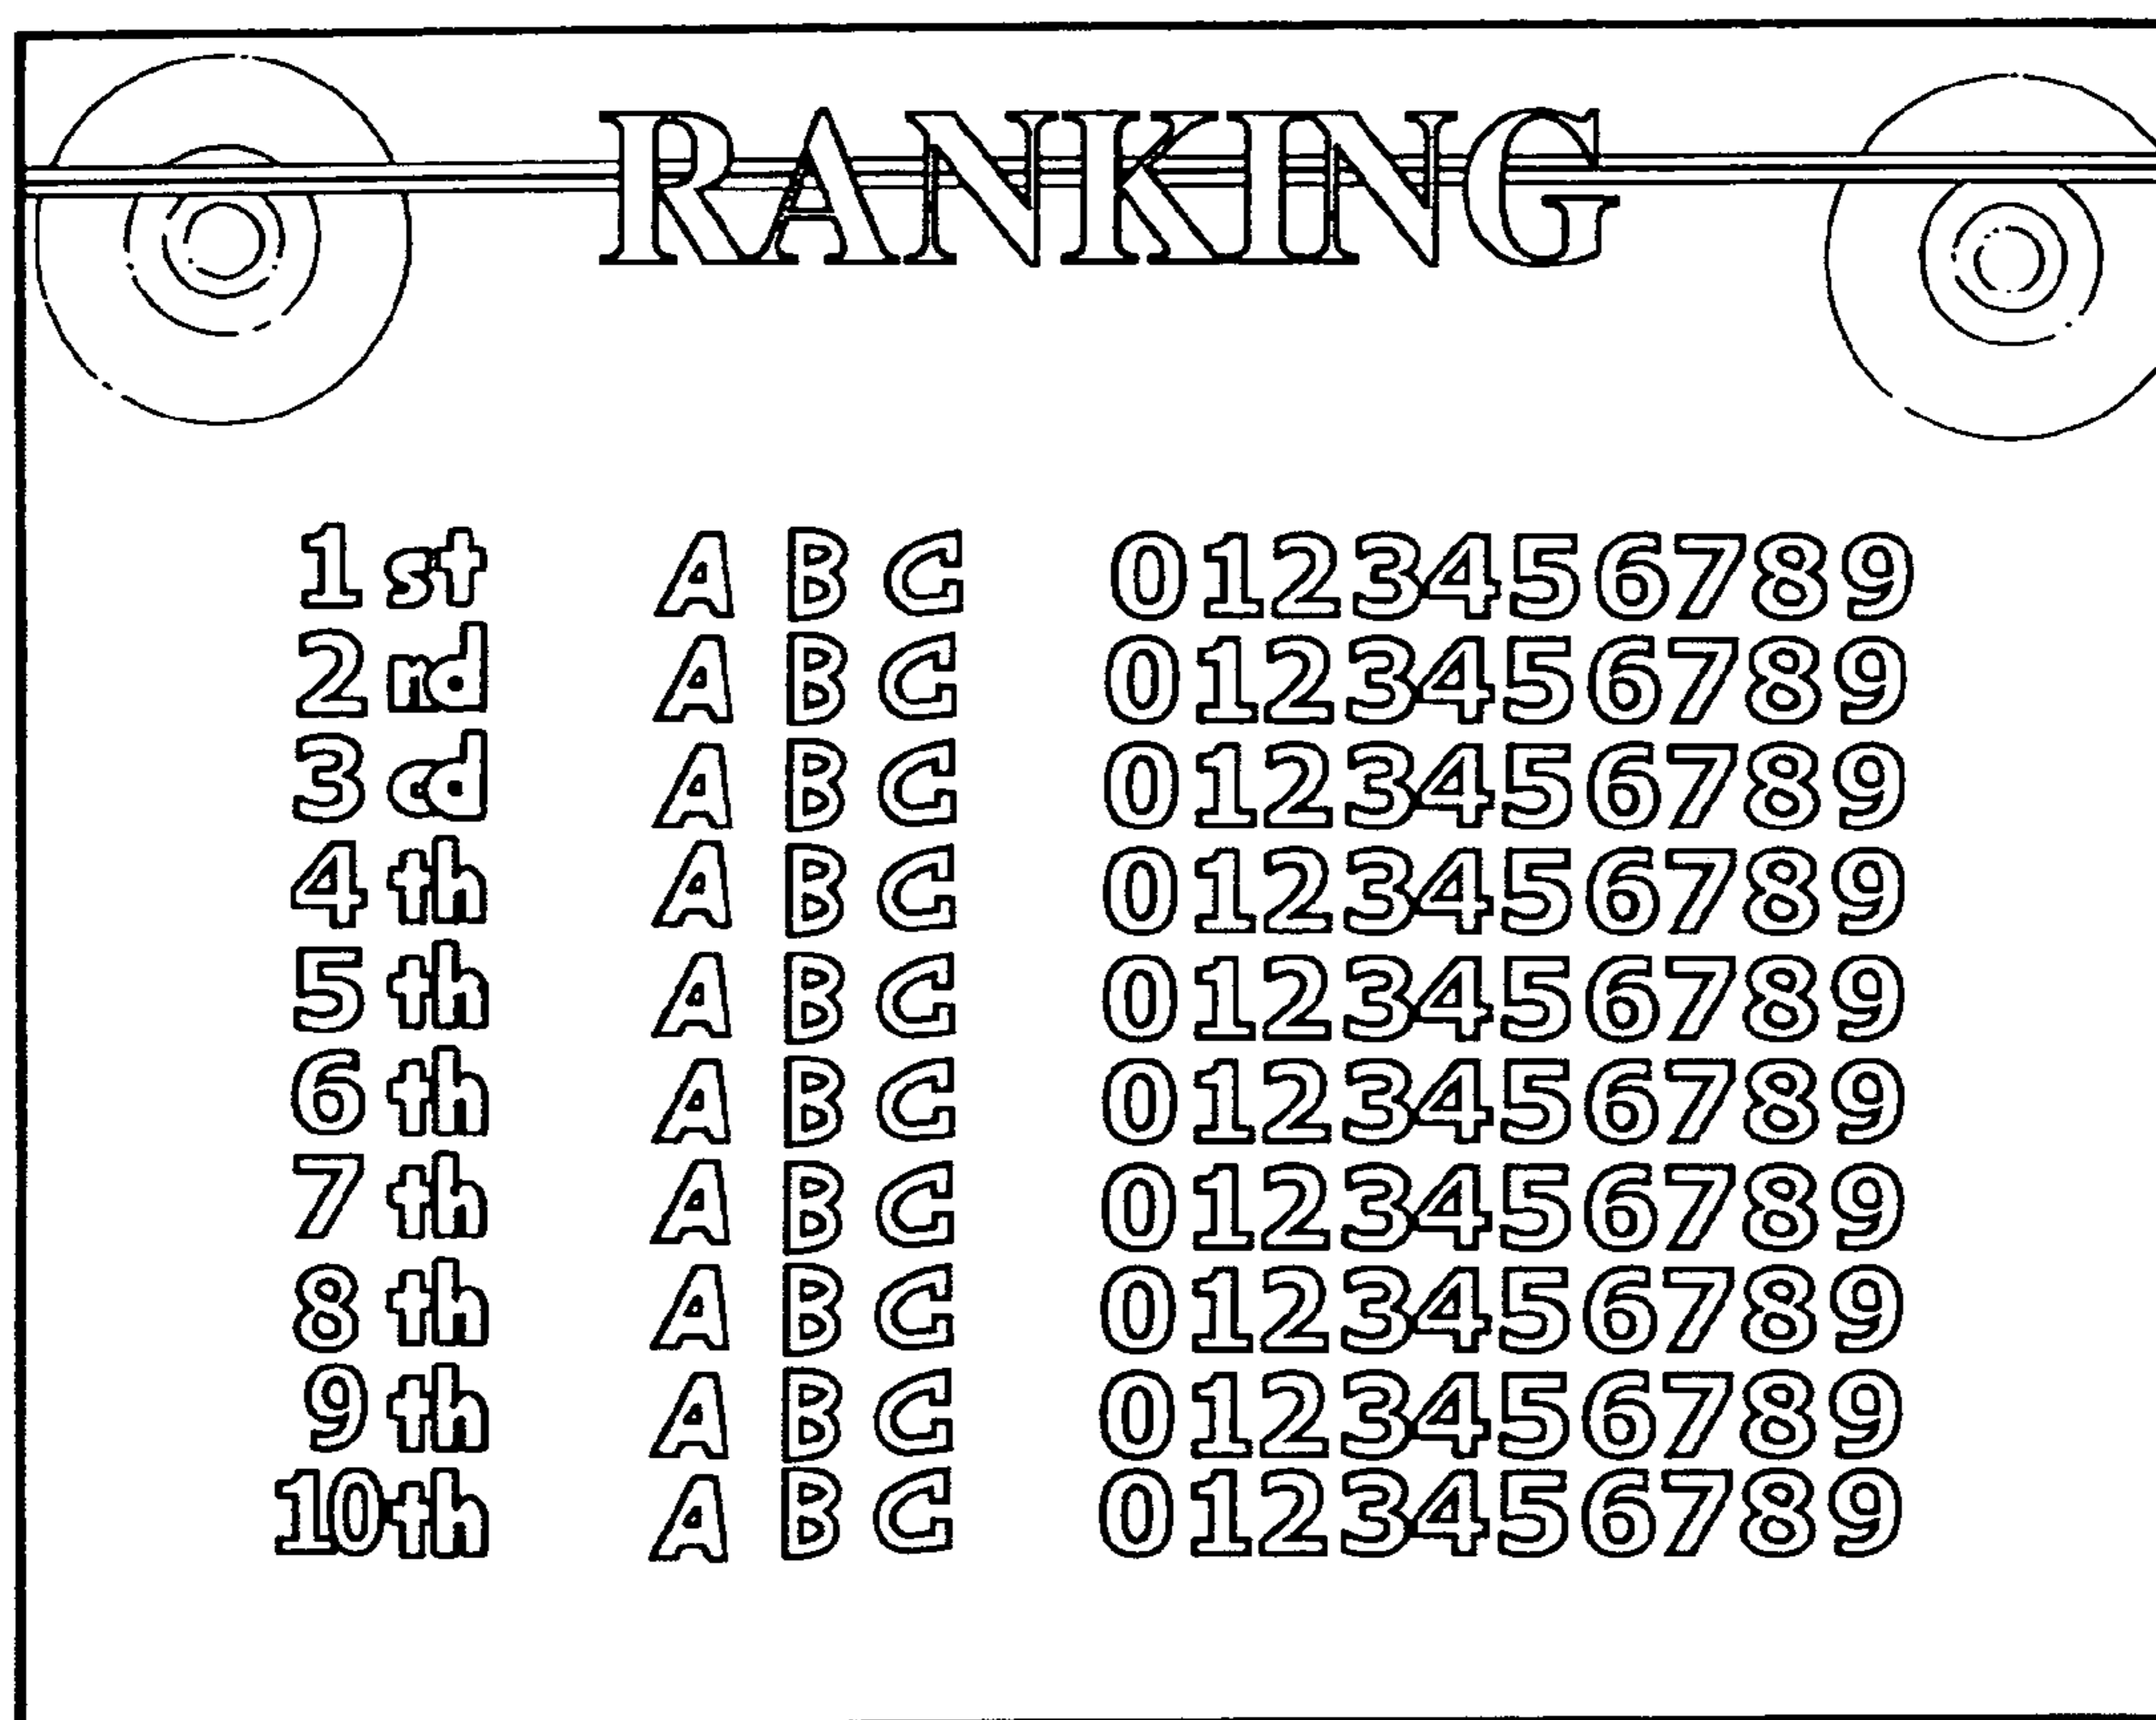 RANKING
1st A B C 0123456789
2nd A B C 0123456789
3cd A B C 0123456789
4th A B C 0123456789
5th A B C 0123456789
6th A B C 0123456789
7th A B C 0123456789
8th A B C 0123456789
9th A B C 0123456789
10th A B C 0123456789